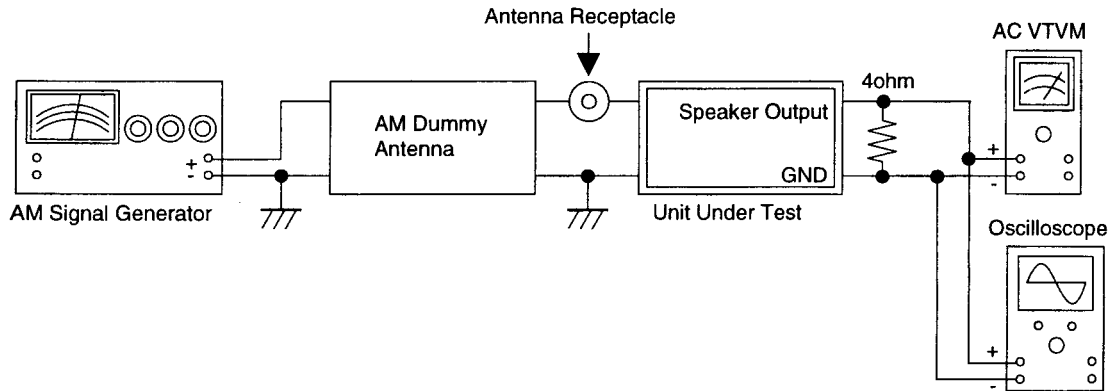 Antenna Receptacle
AC VTVM
4ohm
AM Dummy
Antenna
Speaker Output
GND
+
-
+
-
AM Signal Generator
Unit Under Test
Oscilloscope
+
-